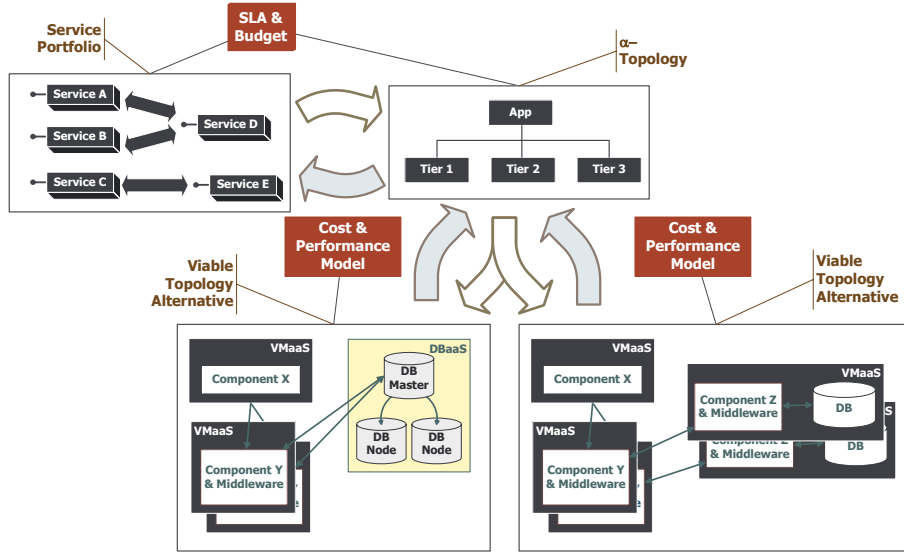 Service
Portfolio
SLA &
Budget
α–
Topology
Service A
Service B
Service C
Service D
Service E
App
Tier 1
Tier 2
Tier 3
Cost &
Performance
Model
Cost &
Performance
Model
Viable
Topology
Alternative
Viable
Topology
Alternative
VMaaS
Component X
VMaaS
Component Y
& Middleware
DBaaS
DB
Master
DB
Node
DB
Node
VMaaS
Component X
VMaaS
Component Y
& Middleware
VMaaS
Component Z
& Middleware
DB
Component Z
& Middleware
DB